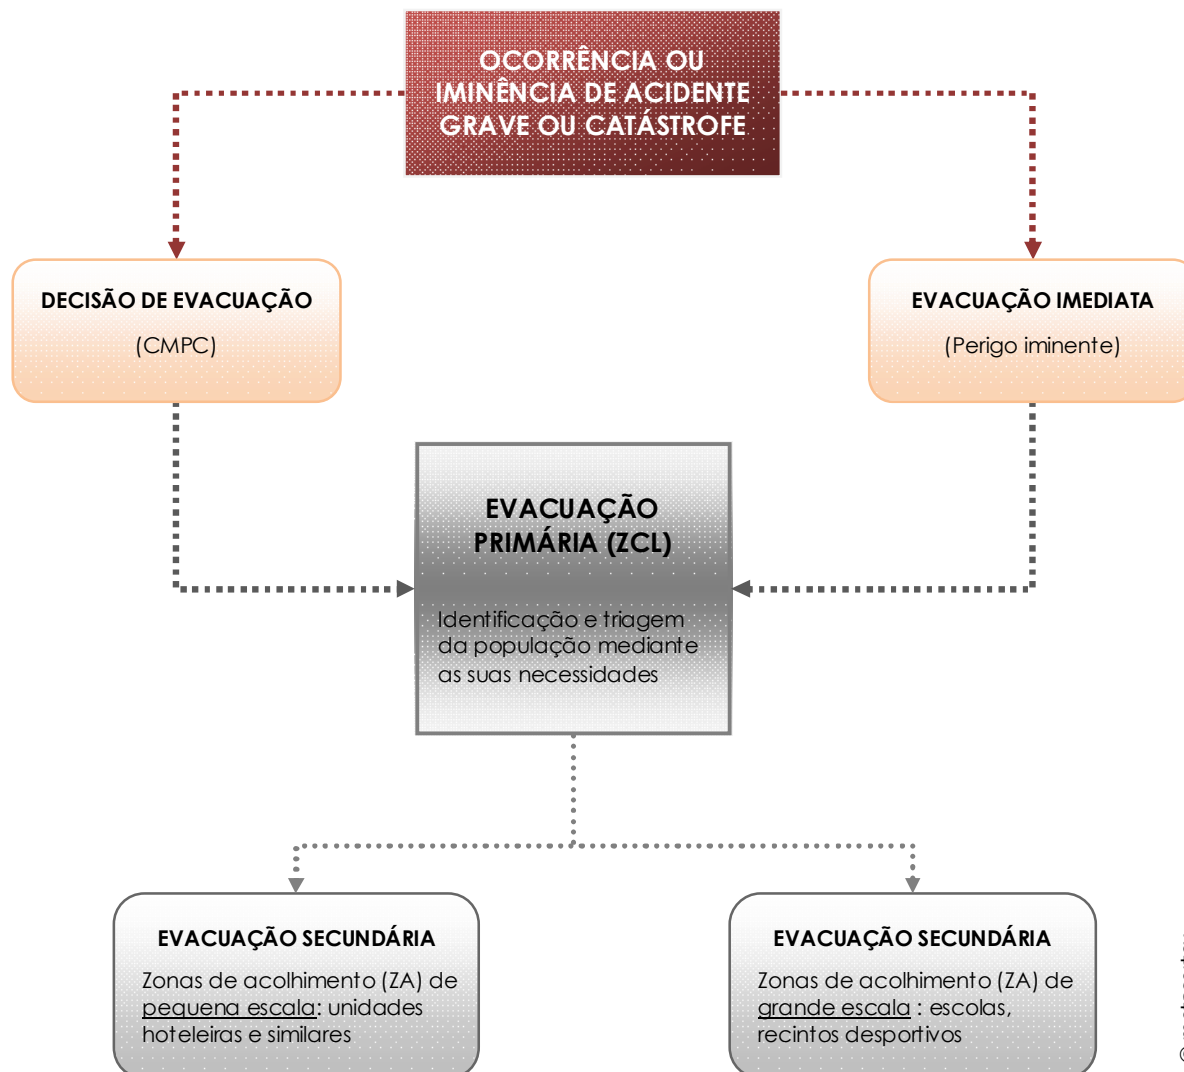 OCORRÊNCIA OU
IMINÊNCIA DE ACIDENTE
GRAVE OU CATÁSTROFE
DECISÃO DE EVACUAÇÃO
(CMPC)
EVACUAÇÃO IMEDIATA
(Perigo iminente)
EVACUAÇÃO
PRIMÁRIA (ZCL)
Identificação e triagem
da população mediante
as suas necessidades
EVACUAÇÃO SECUNDÁRIA
Zonas de acolhimento (ZA) de
pequena escala: unidades
hoteleiras e similares
EVACUAÇÃO SECUNDÁRIA
Zonas de acolhimento (ZA) de
grande escala : escolas,
recintos desportivos